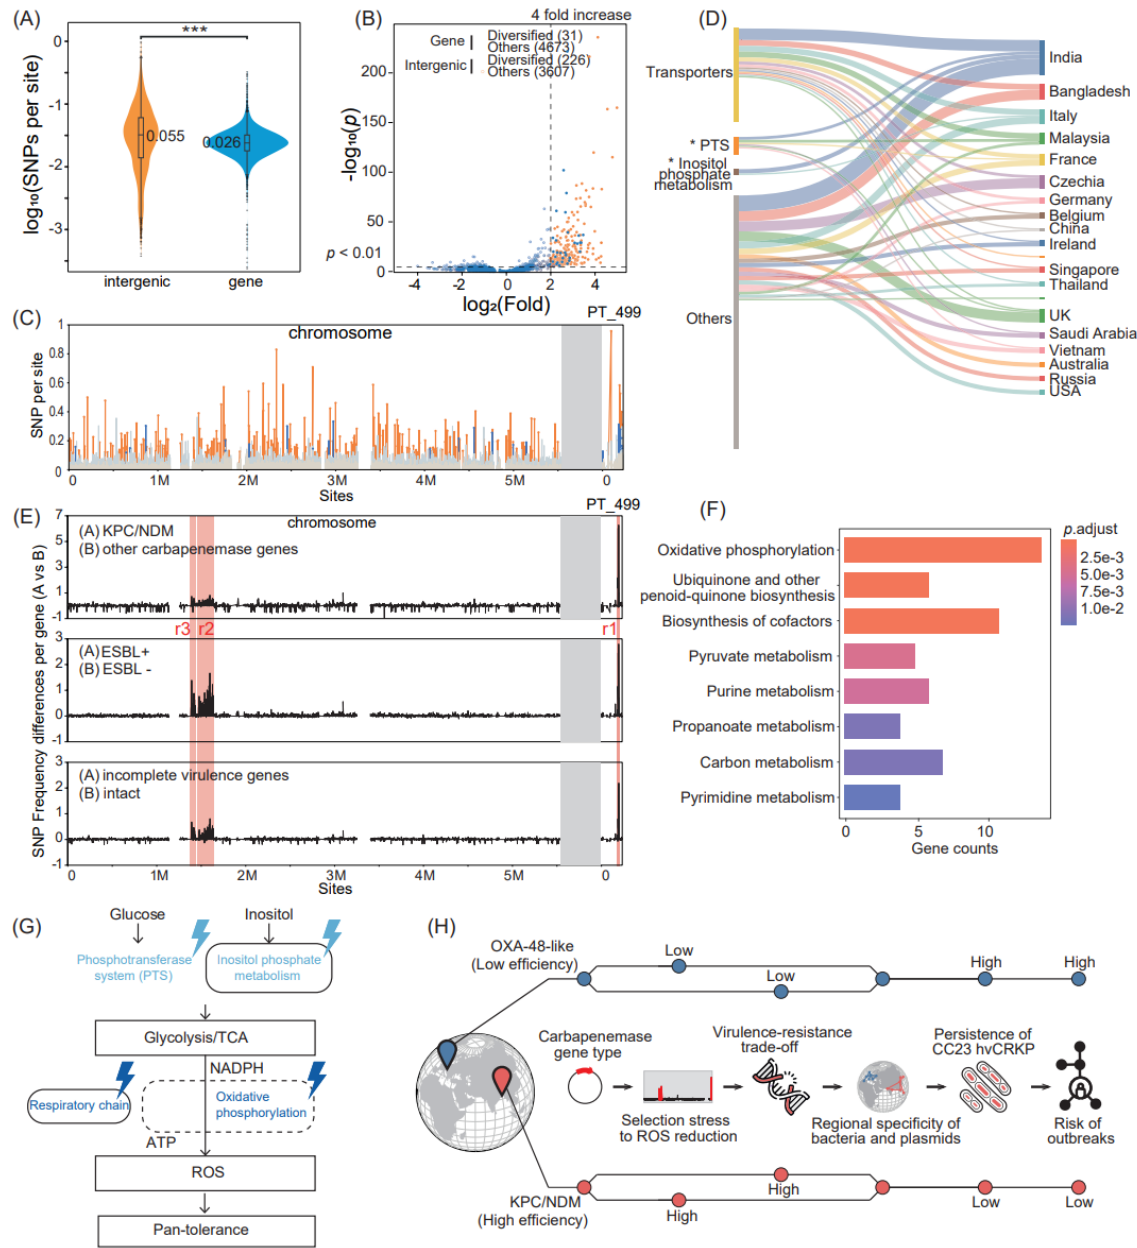 (A)
***
0
-1
-2
-3
log₁₀(SNPs per site)
0.055
0.026
intergenic
gene
(B)
4 fold increase
Gene
Diversified (31)
Others (4673)
Intergenic
Diversified (226)
Others (3607)
200
150
100
50
0
-log₁₀(p)
p < 0.01
-4
-2
0
2
4
log₂(Fold)
(D)
Transporters
* PTS
* Inositol
phosphate
metabolism
Others
India
Bangladesh
Italy
Malaysia
France
Czechia
Germany
Belgium
China
Ireland
Singapore
Thailand
UK
Saudi Arabia
Vietnam
Australia
Russia
USA
(C)
chromosome
PT_499
1
0.8
0.6
0.4
0.2
0
SNP per site
0
1M
2M
3M
4M
5M
0
Sites
(E)
PT_499
chromosome
SNP Frequency differences per gene (A vs B)
7
5
3
1
-1
(A) KPC/NDM
(B) other carbapenemase genes
r3
r2
r1
3
2
1
0
-1
(A) ESBL+
(B) ESBL -
3
2
1
0
-1
(A) incomplete virulence genes
(B) intact
0
1M
2M
3M
4M
5M
0
Sites
(F)
Oxidative phosphorylation
Ubiquinone and other
penoid-quinone biosynthesis
Biosynthesis of cofactors
Pyruvate metabolism
Purine metabolism
Propanoate metabolism
Carbon metabolism
Pyrimidine metabolism
0
5
10
Gene counts
p.adjust
2.5e-3
5.0e-3
7.5e-3
1.0e-2
(G)
Glucose
Inositol
Phosphotransferase
system (PTS)
Inositol phosphate
metabolism
Glycolysis/TCA
NADPH
Respiratory chain
Oxidative
phosphorylation
ATP
ROS
Pan-tolerance
(H)
OXA-48-like
(Low efficiency)
Low
Low
High
High
Carbapenemase
gene type
Selection stress
to ROS reduction
Virulence-resistance
trade-off
Regional specificity of
bacteria and plasmids
Persistence of
CC23 hvCRKP
Risk of
outbreaks
KPC/NDM
(High efficiency)
High
High
Low
Low